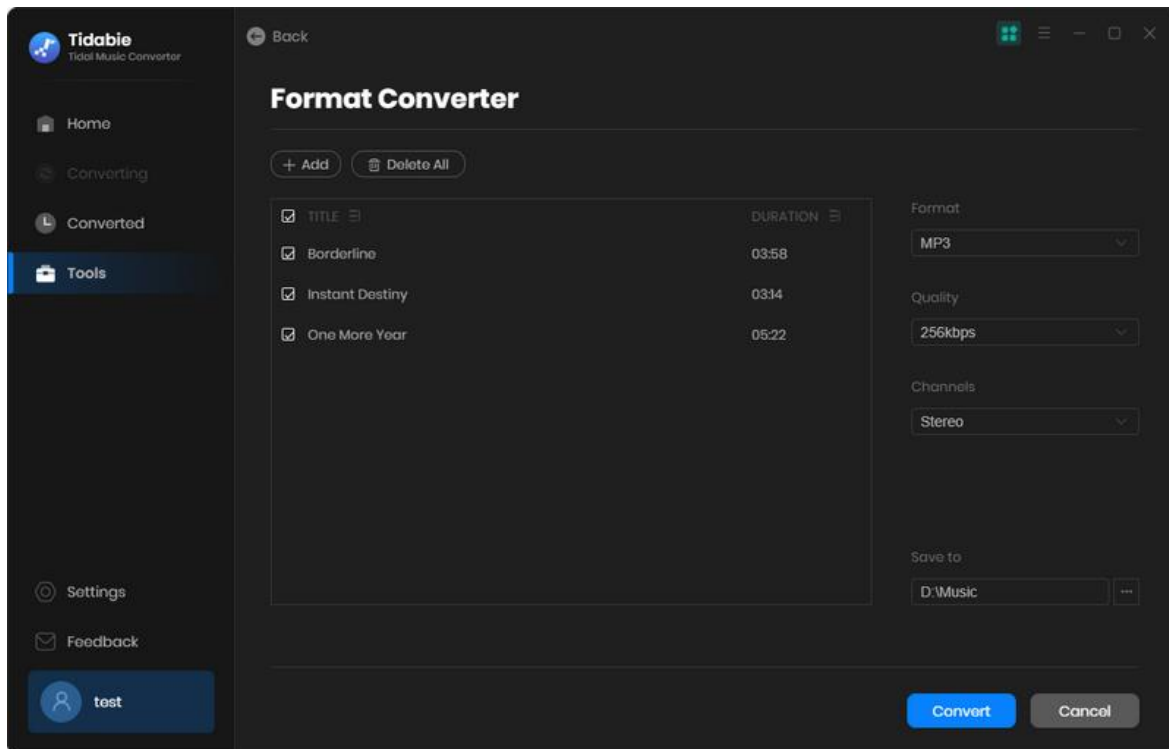 Tidabie
Tidal Music Converter
Back
Home
Converting
Converted
Tools
Settings
Feedback
test
Format Converter
+ Add
Delete All
TITLE
DURATION
Borderline
03:58
Instant Destiny
03:14
One More Year
05:22
Format
MP3
Quality
256kbps
Channels
Stereo
Save to
D:\Music
...
Convert
Cancel